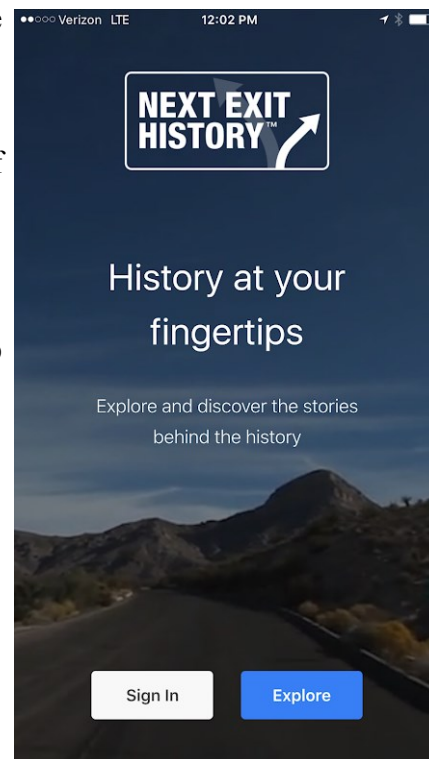 Verizon LTE 12:02 PM
NEXT EXIT
HISTORY™
History at your
fingertips
Explore and discover the stories
behind the history
Sign In Explore